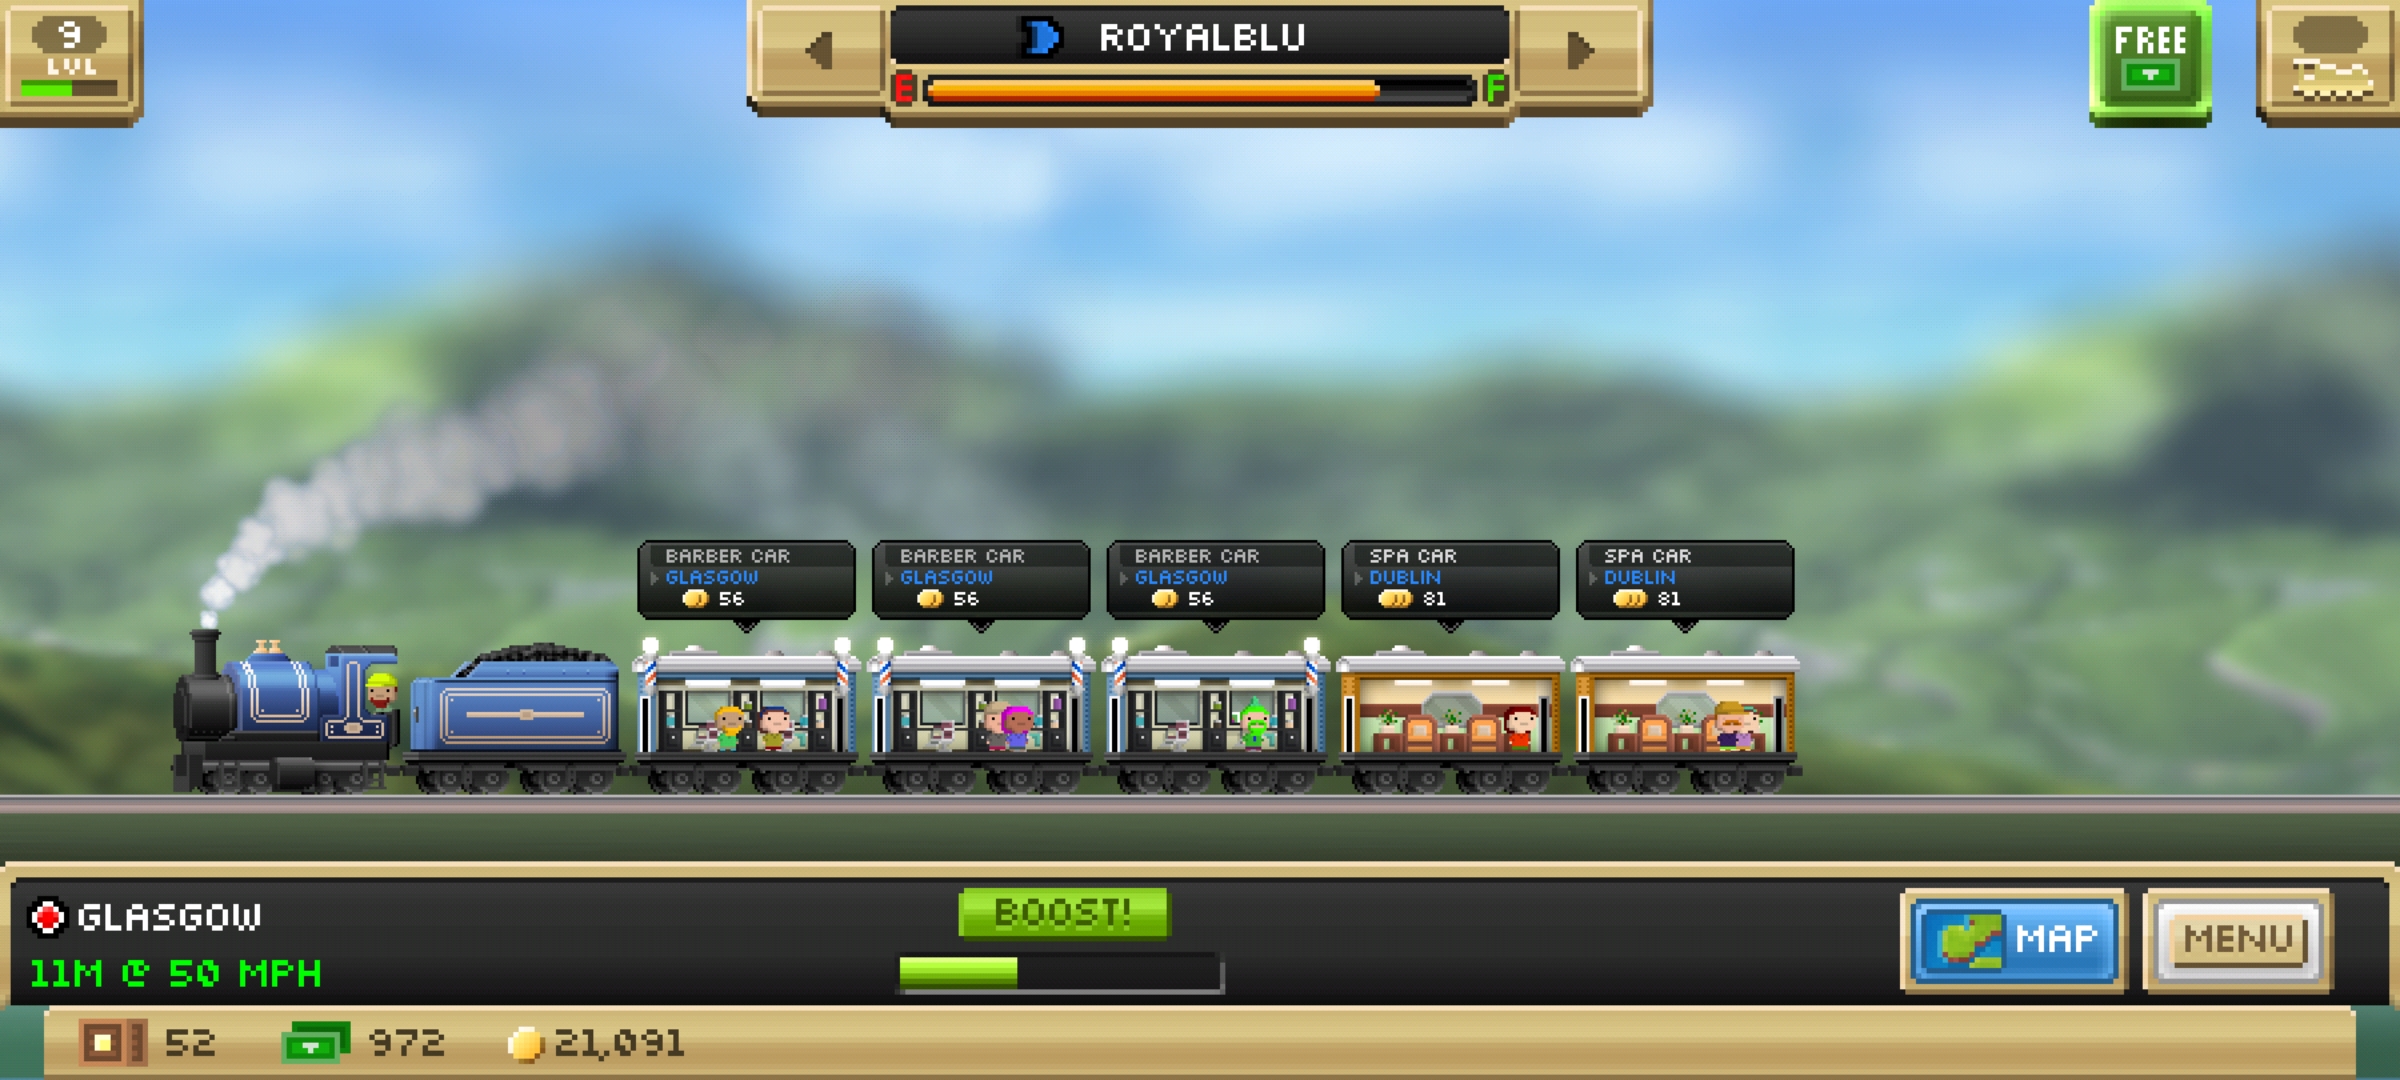 9
LVL
ROYALBLU
E F
FREE
BARBER CAR
GLASGOW
56
BARBER CAR
GLASGOW
56
BARBER CAR
GLASGOW
56
SPA CAR
DUBLIN
81
SPA CAR
DUBLIN
81
GLASGOW
11M @ 50 MPH
BOOST!
MAP
MENU
52
972
21,091